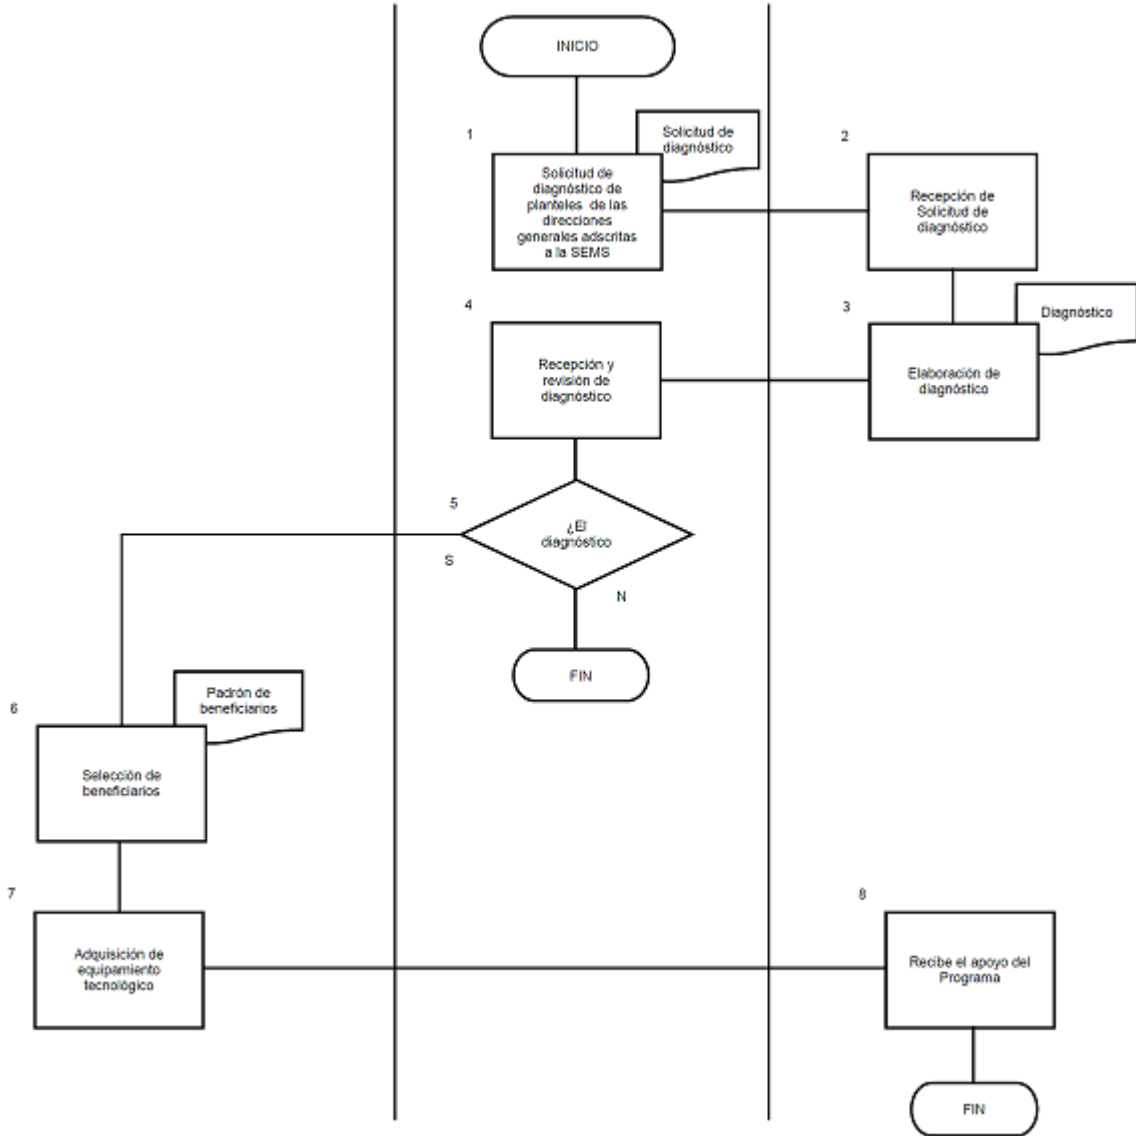 INICIO
1
Solicitud de
diagnóstico
2
Solicitud de
diagnóstico de
planteles de las
direcciones
generales adscritas
a la SEMS
Recepción de
Solicitud de
diagnóstico
4
3
Diagnóstico
Recepción y
revisión de
diagnóstico
Elaboración de
diagnóstico
5
¿El
diagnóstico
S
N
FIN
6
Padrón de
beneficiarios
Selección de
beneficiarios
7
8
Adquisición de
equipamiento
tecnológico
Recibe el apoyo del
Programa
FIN